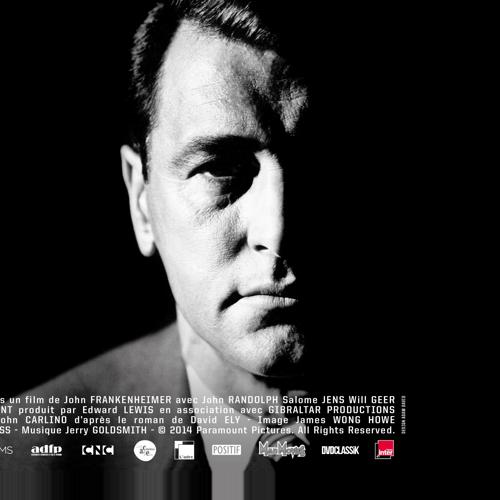 s un film de John FRANKENHEIMER avec John RANDOLPH Salome JENS Will GEER
NT produit par Edward LEWIS en association avec GIBRALTAR PRODUCTIONS
ohn CARLINO d'après le roman de David ELY - Image James WONG HOWE
SS - Musique Jerry GOLDSMITH - © 2014 Paramount Pictures. All Rights Reserved.
MS adfp CNC POSITIF DVDCLASSIK inter